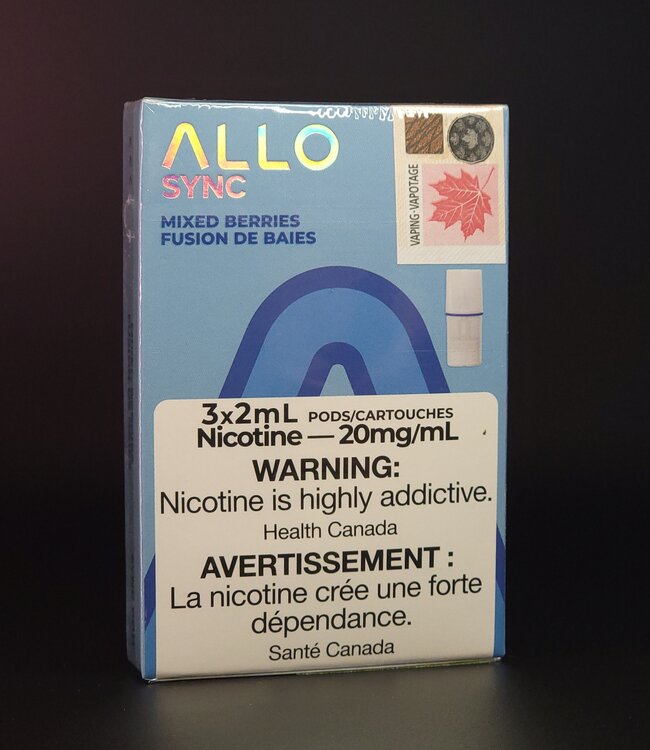 ALLO
SYNC
MIXED BERRIES
FUSION DE BAIES
VAPING·VAPOTAGE
3x2mL PODS/CARTOUCHES
Nicotine — 20mg/mL
WARNING:
Nicotine is highly addictive.
Health Canada
AVERTISSEMENT :
La nicotine crée une forte
dépendance.
Santé Canada